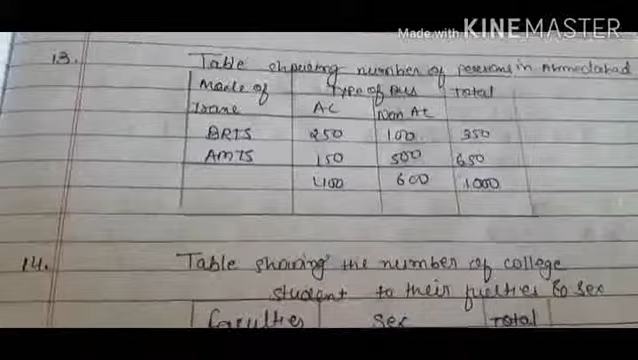 Made with KINEMASTER
13. Table showing number of persons in Ahmedabad
Mode of Type of Bus Total
trans AC Non AC
BRTS 250 100 350
AMTS 150 500 650
400 600 1000
14. Table showing the number of college
student to their fuclties & sex
faculties sex total